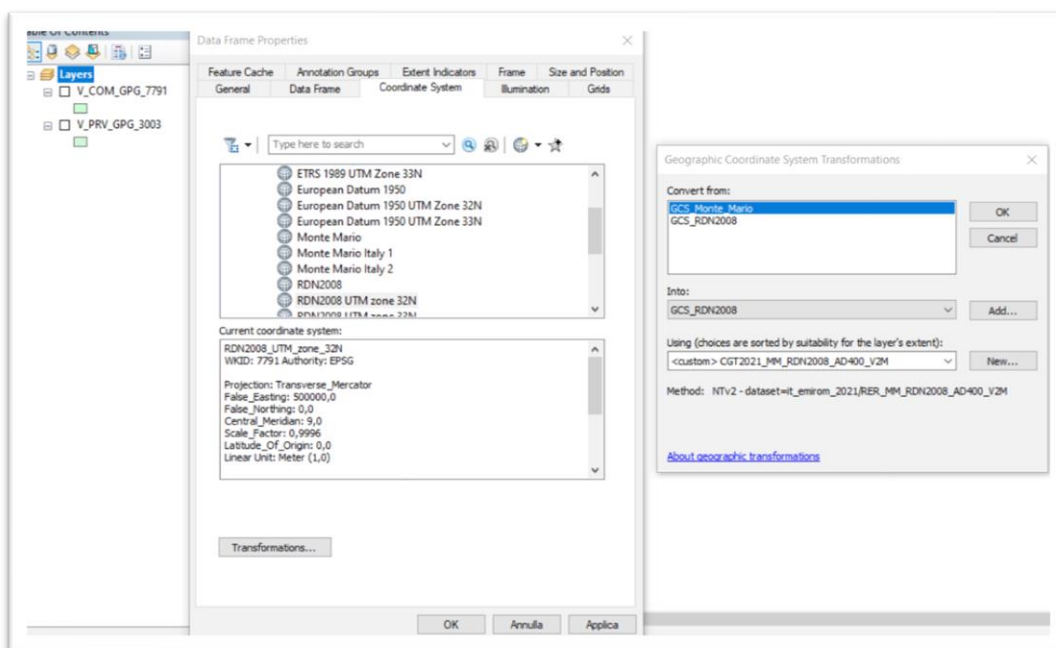 Table Of Contents
Layers
V_COM_GPG_7791
V_PRV_GPG_3003
Data Frame Properties
Feature Cache
Annotation Groups
Extent Indicators
Frame
Size and Position
General
Data Frame
Coordinate System
Illumination
Grids
Type here to search
ETRS 1989 UTM Zone 33N
European Datum 1950
European Datum 1950 UTM Zone 32N
European Datum 1950 UTM Zone 33N
Monte Mario
Monte Mario Italy 1
Monte Mario Italy 2
RDN2008
RDN2008 UTM zone 32N
RDN2008 UTM zone 33N
Current coordinate system:
RDN2008_UTM_zone_32N
WKID: 7791 Authority: EPSG
Projection: Transverse_Mercator
False_Easting: 500000,0
False_Northing: 0,0
Central_Meridian: 9,0
Scale_Factor: 0,9996
Latitude_Of_Origin: 0,0
Linear Unit: Meter (1,0)
Transformations...
OK
Annulla
Applica
Geographic Coordinate System Transformations
Convert from:
GCS_Monte_Mario
GCS_RDN2008
OK
Cancel
Into:
GCS_RDN2008
Add...
Using (choices are sorted by suitability for the layer's extent):
<custom> CGT2021_MM_RDN2008_AD400_V2M
New...
Method: NTv2 - dataset=it_emirom_2021/RER_MM_RDN2008_AD400_V2M
About geographic transformations